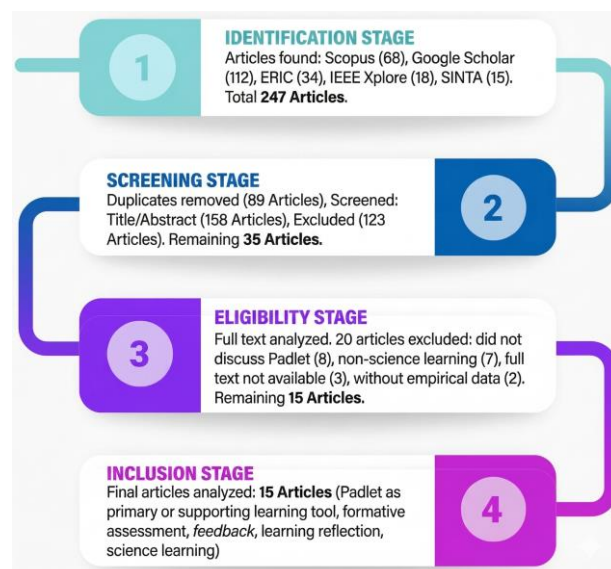 1
IDENTIFICATION STAGE
Articles found: Scopus (68), Google Scholar
(112), ERIC (34), IEEE Xplore (18), SINTA (15).
Total 247 Articles.
SCREENING STAGE
Duplicates removed (89 Articles), Screened:
Title/Abstract (158 Articles), Excluded (123
Articles). Remaining 35 Articles.
2
3
ELIGIBILITY STAGE
Full text analyzed. 20 articles excluded: did not
discuss Padlet (8), non-science learning (7), full
text not available (3), without empirical data (2).
Remaining 15 Articles.
INCLUSION STAGE
Final articles analyzed: 15 Articles (Padlet as
primary or supporting learning tool, formative
assessment, feedback, learning reflection,
science learning)
4